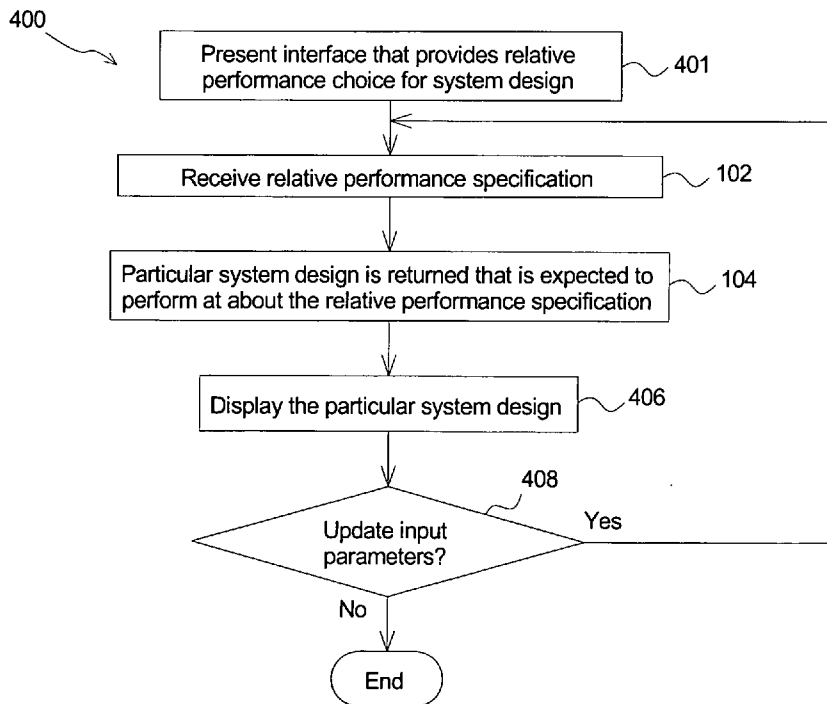 400
Present interface that provides relative
performance choice for system design
401
Receive relative performance specification
102
Particular system design is returned that is expected to
perform at about the relative performance specification
104
Display the particular system design
406
408
Update input
parameters?
Yes
No
End